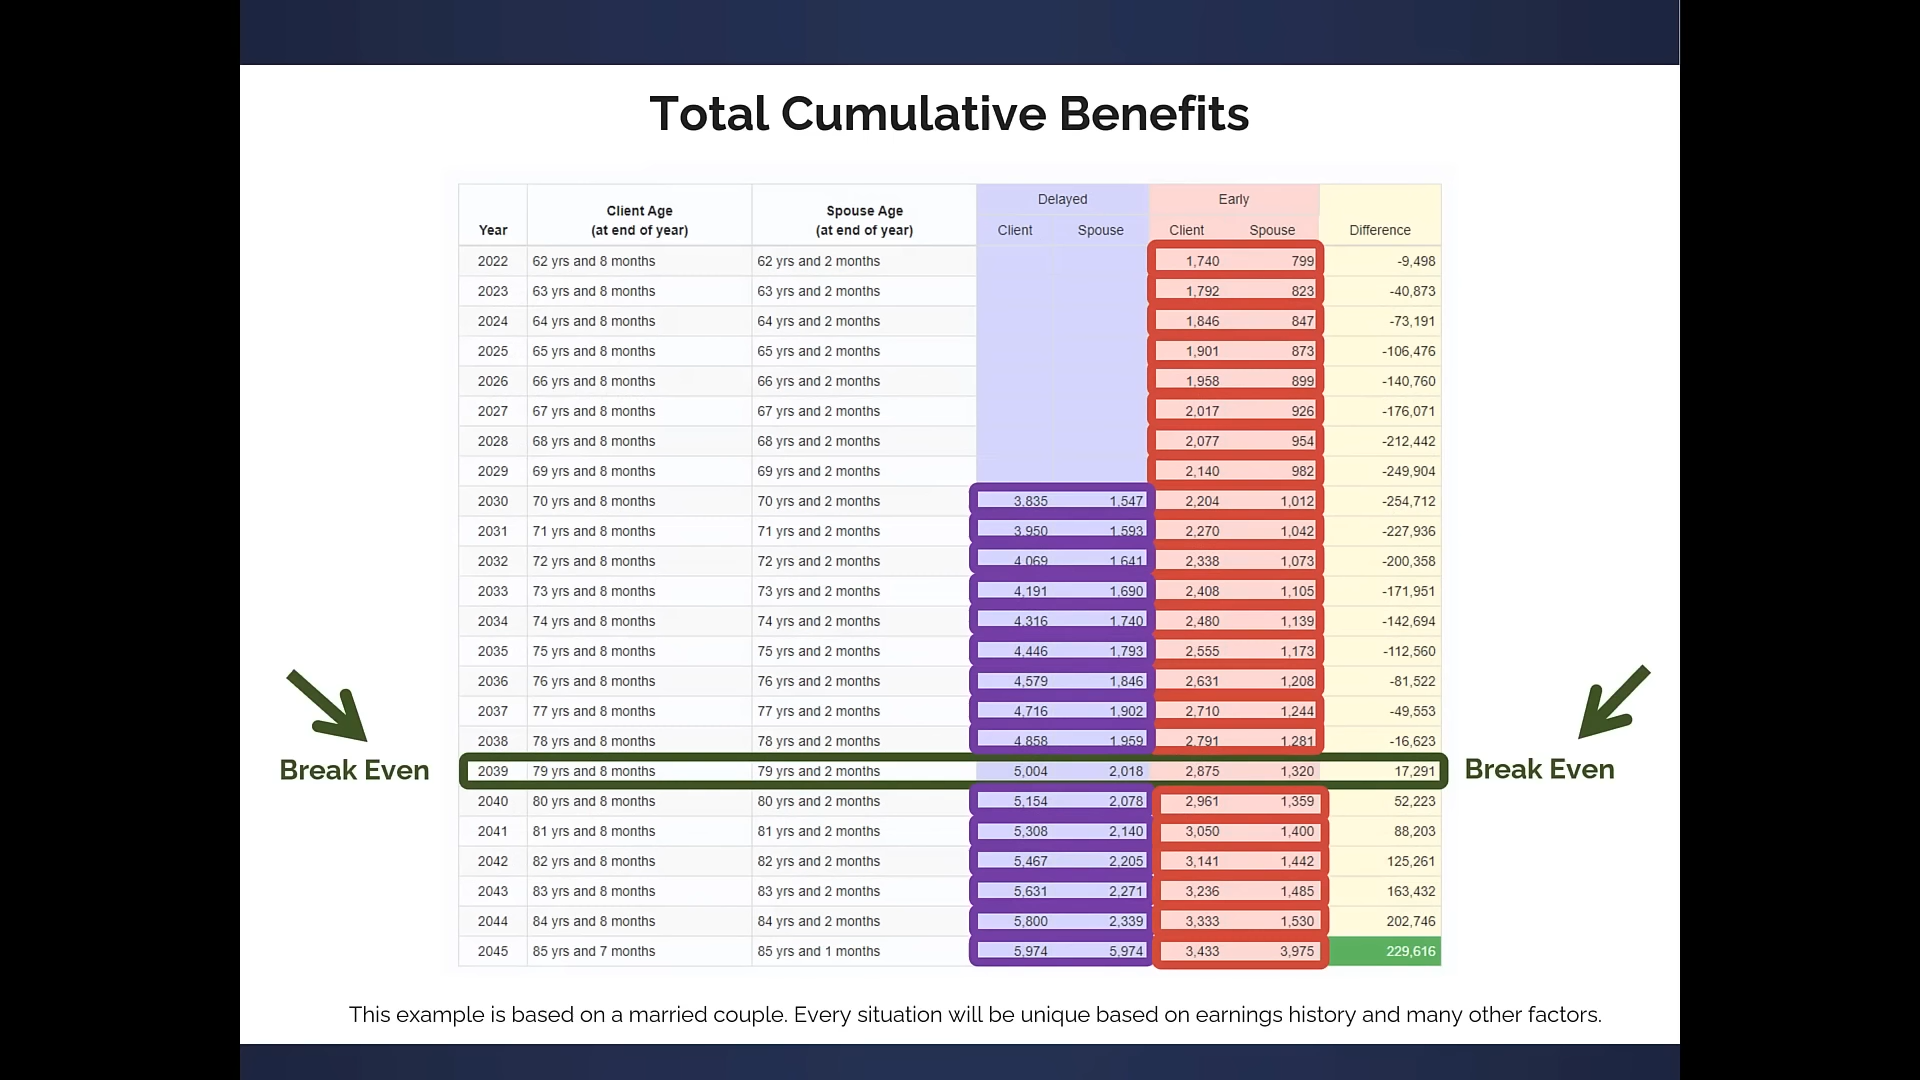 Total Cumulative Benefits
Delayed Early
Client Age Spouse Age
Year (at end of year) (at end of year) Client Spouse Client Spouse Difference
2022 62 yrs and 8 months 62 yrs and 2 months 1,740 799 -9,498
2023 63 yrs and 8 months 63 yrs and 2 months 1,792 823 -40,873
2024 64 yrs and 8 months 64 yrs and 2 months 1,846 847 -73,191
2025 65 yrs and 8 months 65 yrs and 2 months 1,901 873 -106,476
2026 66 yrs and 8 months 66 yrs and 2 months 1,958 899 -140,760
2027 67 yrs and 8 months 67 yrs and 2 months 2,017 926 -176,071
2028 68 yrs and 8 months 68 yrs and 2 months 2,077 954 -212,442
2029 69 yrs and 8 months 69 yrs and 2 months 2,140 982 -249,904
2030 70 yrs and 8 months 70 yrs and 2 months 3,835 1,547 2,204 1,012 -254,712
2031 71 yrs and 8 months 71 yrs and 2 months 3,950 1,593 2,270 1,042 -227,936
2032 72 yrs and 8 months 72 yrs and 2 months 4,069 1,641 2,338 1,073 -200,358
2033 73 yrs and 8 months 73 yrs and 2 months 4,191 1,690 2,408 1,105 -171,951
2034 74 yrs and 8 months 74 yrs and 2 months 4,316 1,740 2,480 1,139 -142,694
2035 75 yrs and 8 months 75 yrs and 2 months 4,446 1,793 2,555 1,173 -112,560
2036 76 yrs and 8 months 76 yrs and 2 months 4,579 1,846 2,631 1,208 -81,522
2037 77 yrs and 8 months 77 yrs and 2 months 4,716 1,902 2,710 1,244 -49,553
2038 78 yrs and 8 months 78 yrs and 2 months 4,858 1,959 2,791 1,281 -16,623
Break Even 2039 79 yrs and 8 months 79 yrs and 2 months 5,004 2,018 2,875 1,320 17,291 Break Even
2040 80 yrs and 8 months 80 yrs and 2 months 5,154 2,078 2,961 1,359 52,223
2041 81 yrs and 8 months 81 yrs and 2 months 5,308 2,140 3,050 1,400 88,203
2042 82 yrs and 8 months 82 yrs and 2 months 5,467 2,205 3,141 1,442 125,261
2043 83 yrs and 8 months 83 yrs and 2 months 5,631 2,271 3,236 1,485 163,432
2044 84 yrs and 8 months 84 yrs and 2 months 5,800 2,339 3,333 1,530 202,746
2045 85 yrs and 7 months 85 yrs and 1 months 5,974 5,974 3,433 3,975 229,616
This example is based on a married couple. Every situation will be unique based on earnings history and many other factors.